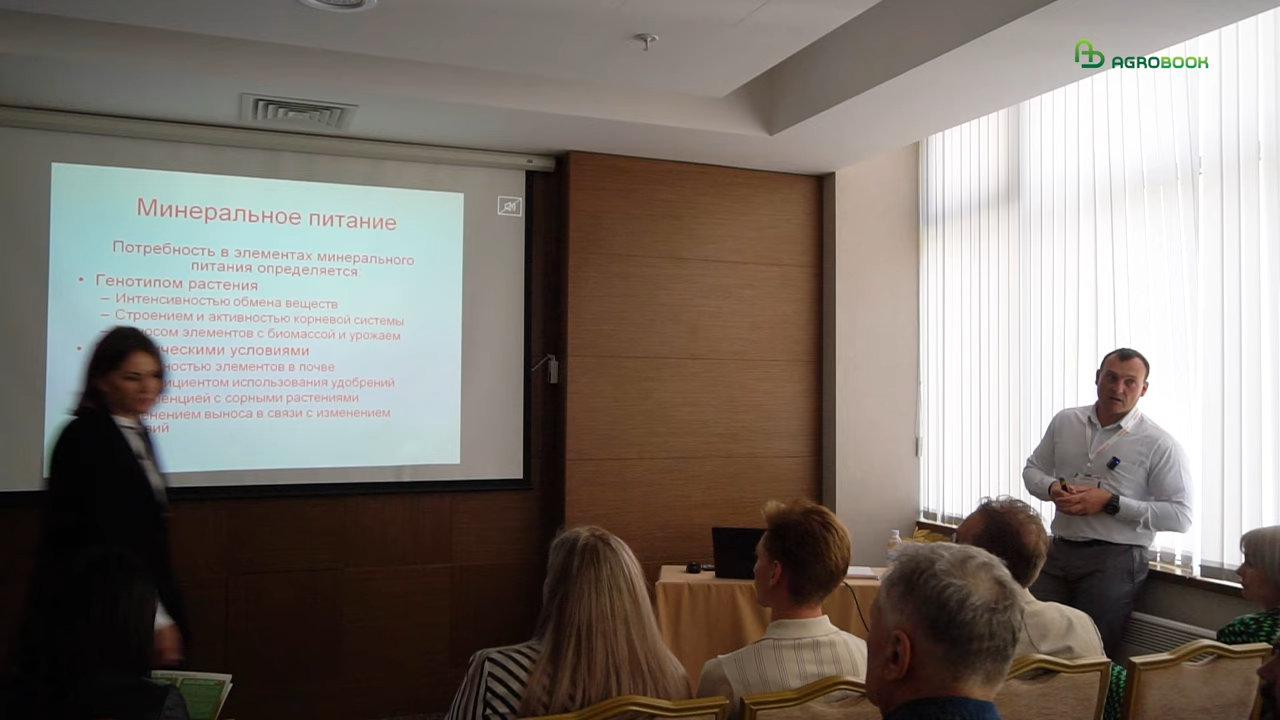 AGROBOOK
Минеральное питание
Потребность в элементах минерального
питания определяется:
• Генотипом растения
– Интенсивностью обмена веществ
– Строением и активностью корневой системы
элементов с биомассой и урожаем
условиями
элементов в почве
использования удобрений
с сорными растениями
выноса в связи с изменением